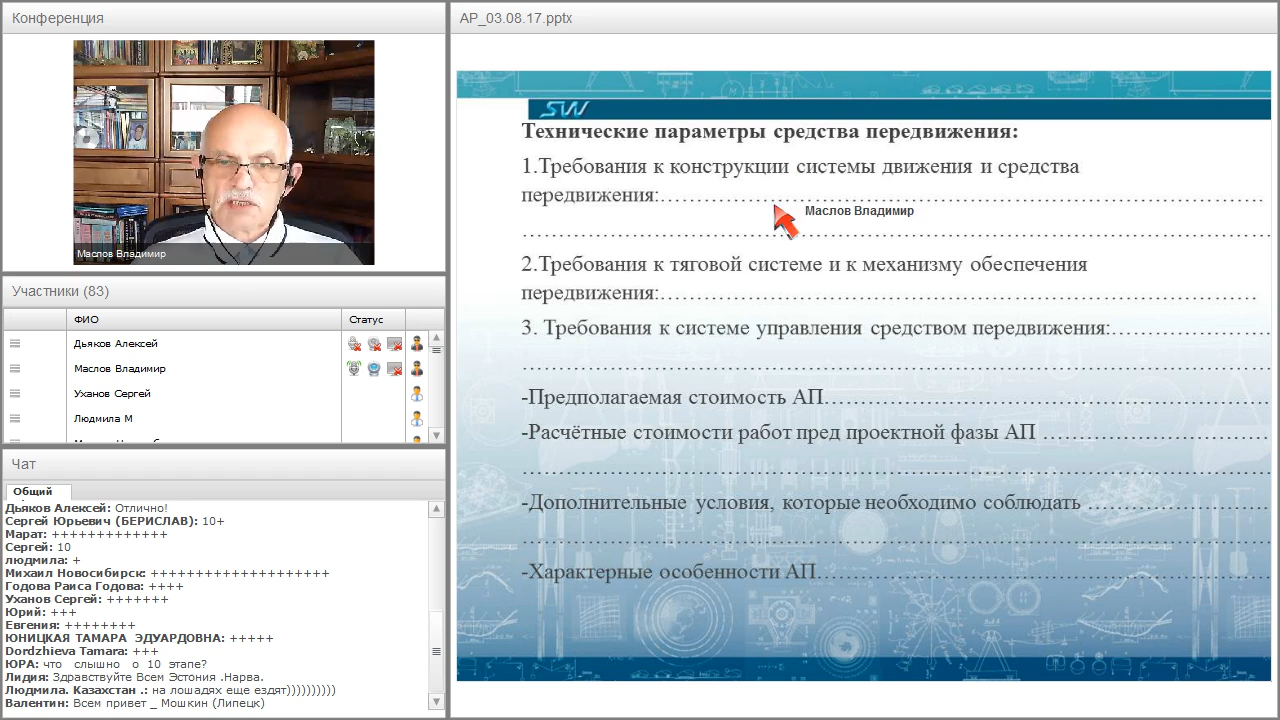 Конференция
Маслов Владимир
Участники (83)
ФИО
Статус
Дьяков Алексей
Маслов Владимир
Уханов Сергей
Людмила М
Чат
Общий
Дьяков Алексей: Отлично!
Сергей Юрьевич (БЕРИСЛАВ): 10+
Марат: +++++++++++++
Сергей: 10
людмила: +
Михаил Новосибирск: ++++++++++++++++++++
Годова Раиса Годова: ++++
Уханов Сергей: +++++++
Юрий: +++
Евгения: ++++++++
ЮНИЦКАЯ ТАМАРА ЭДУАРДОВНА: +++++
Dordzhieva Tamara: +++
ЮРА: что слышно о 10 этапе?
Лидия: Здравствуйте Всем Эстония .Нарва.
Людмила. Казахстан .: на лошадях еще ездят))))))))))
Валентин: Всем привет _ Мишкин (Липецк)
AP_03.08.17.pptx
SW
Технические параметры средства передвижения:
1.Требования к конструкции системы движения и средства
передвижения:……………………………………………………………………
Маслов Владимир
……………………………………………………………………………………
2.Требования к тяговой системе и к механизму обеспечения
передвижения:……………………………………………………………………
3. Требования к системе управления средством передвижения:………………
……………………………………………………………………………………
-Предполагаемая стоимость АП…………………………………………………
-Расчётные стоимости работ пред проектной фазы АП ………………………
……………………………………………………………………………………
-Дополнительные условия, которые необходимо соблюдать …………………
……………………………………………………………………………………
-Характерные особенности АП…………………………………………………